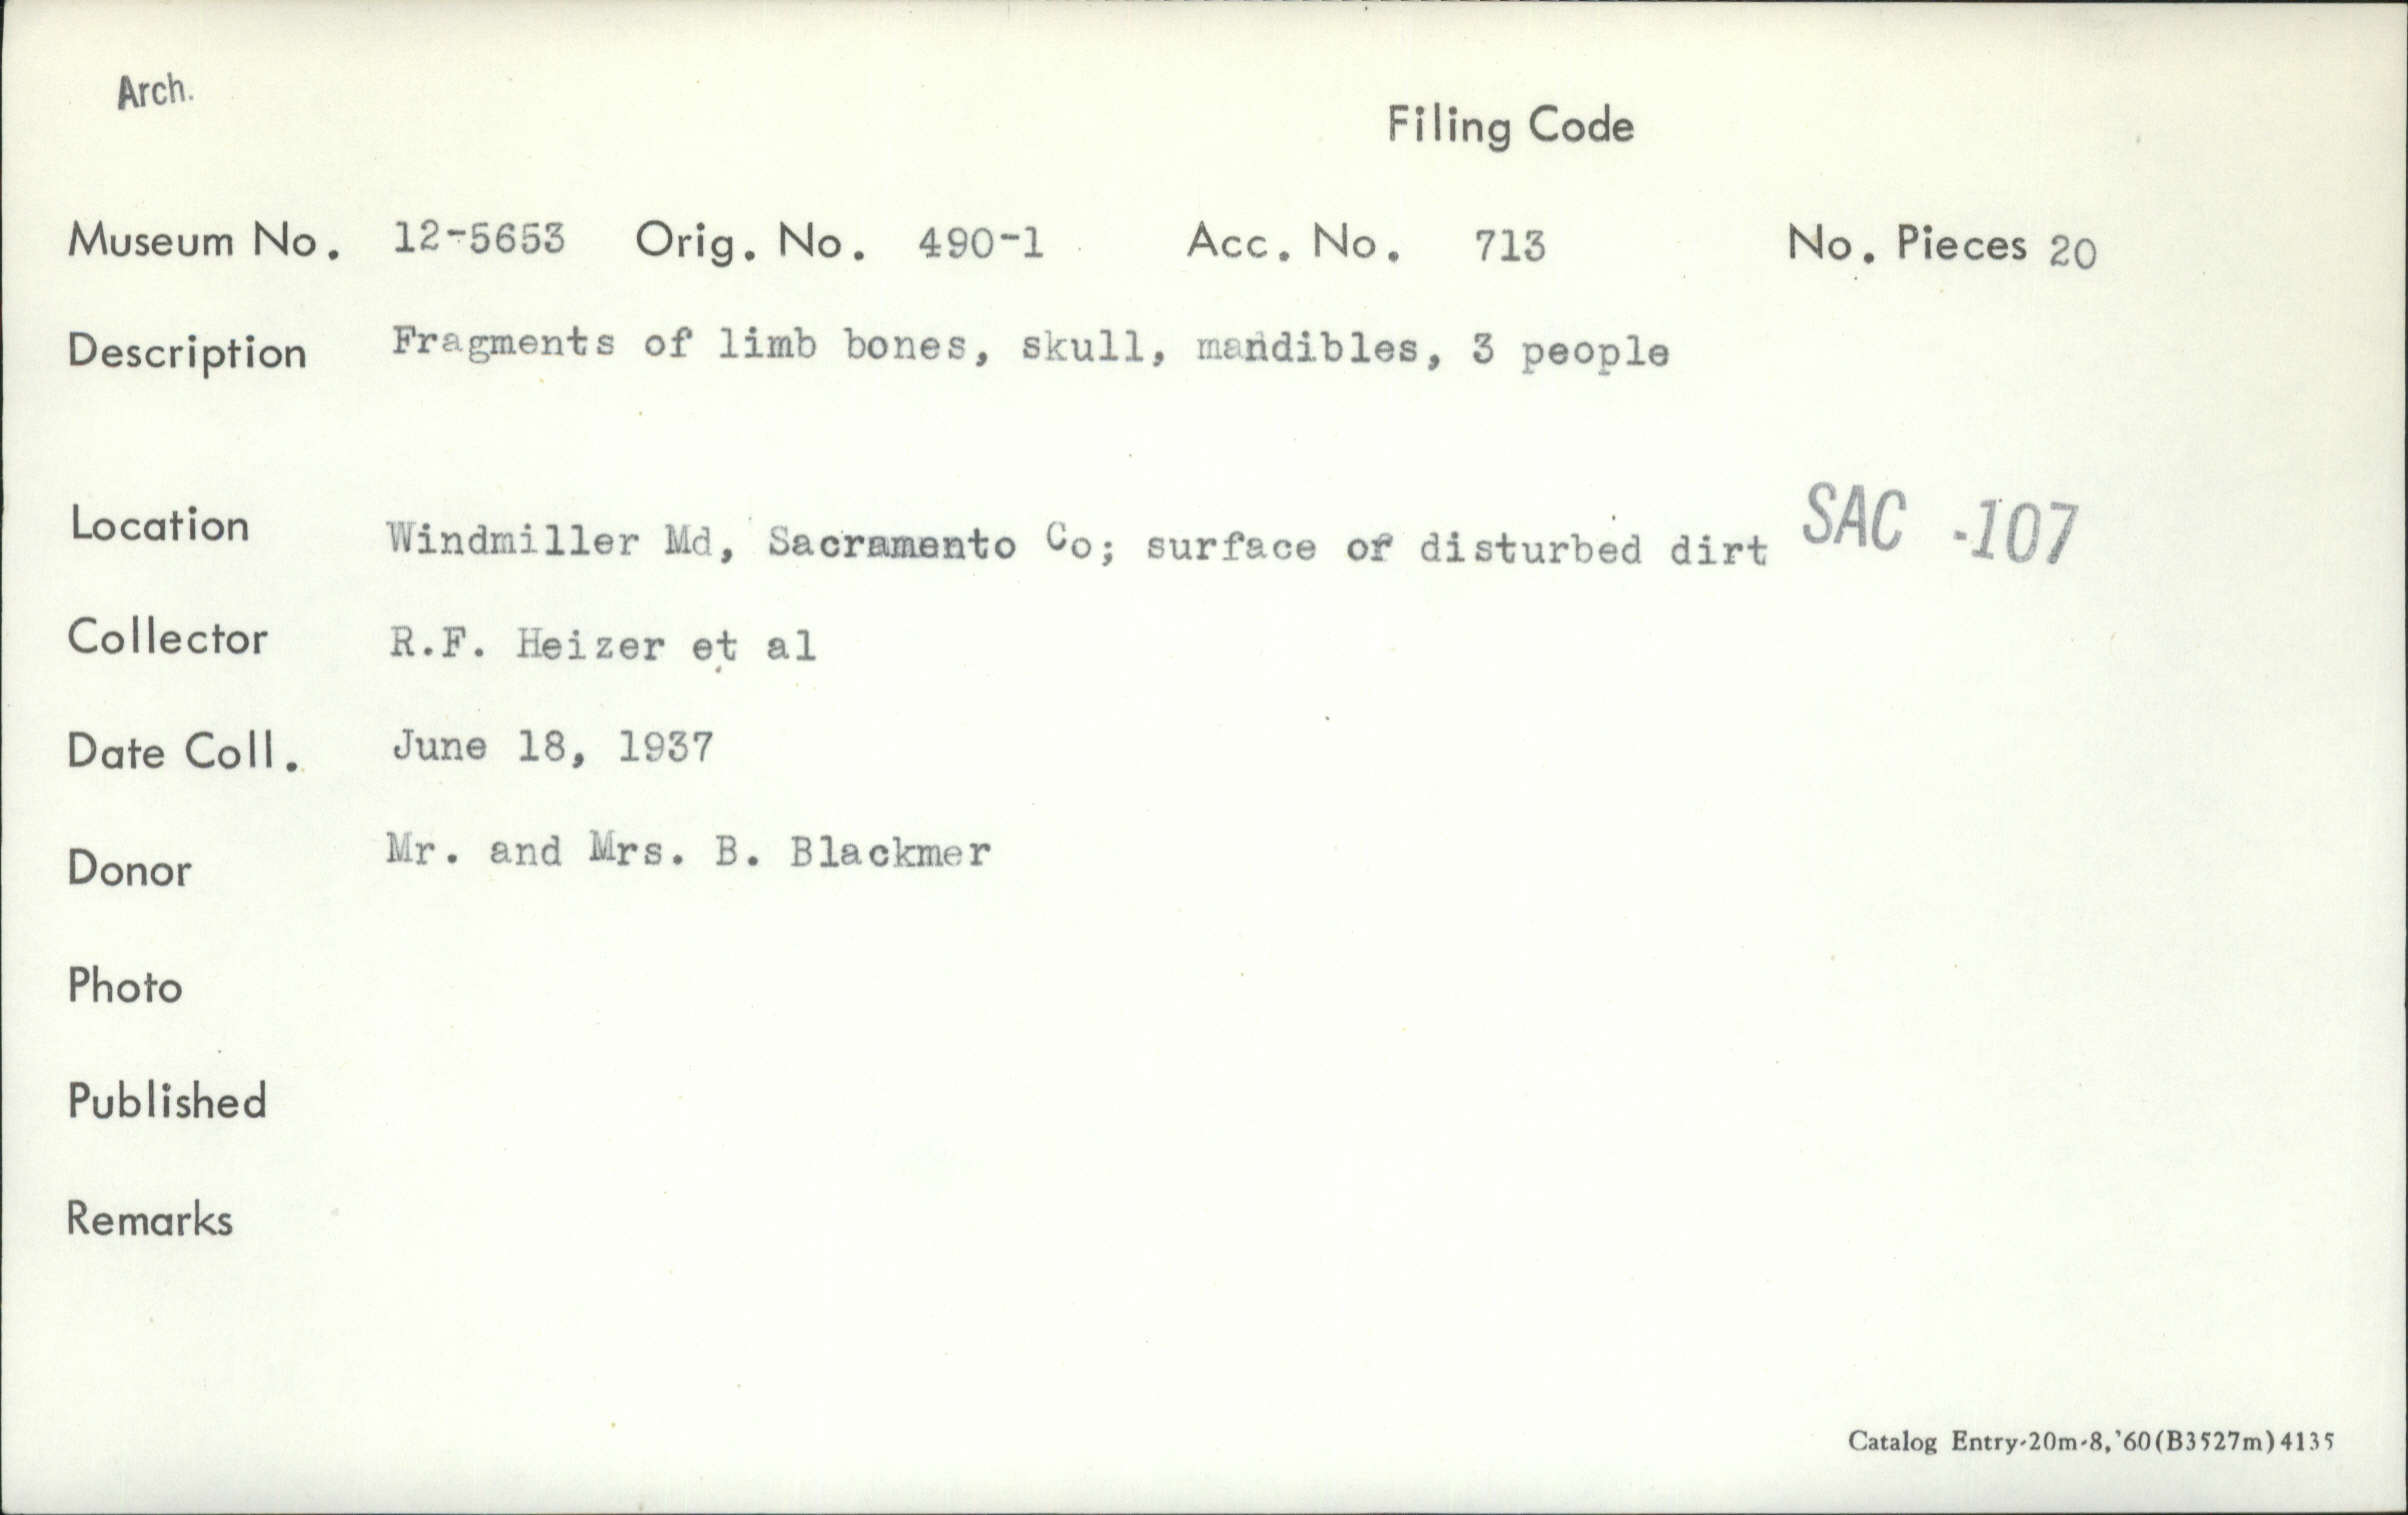 Arch.
Filing Code
Museum No. 12-5653 Orig. No. 490-1 Acc. No. 713 No. Pieces 20
Description Fragments of limb bones, skull, mandibles, 3 people
Location Windmiller Md, Sacramento Co; surface of disturbed dirt SAC -107
Collector R.F. Heizer et al
Date Coll. June 18, 1937
Donor Mr. and Mrs. B. Blackmer
Photo
Published
Remarks
Catalog Entry-20m-8,'60(B3527m)4135